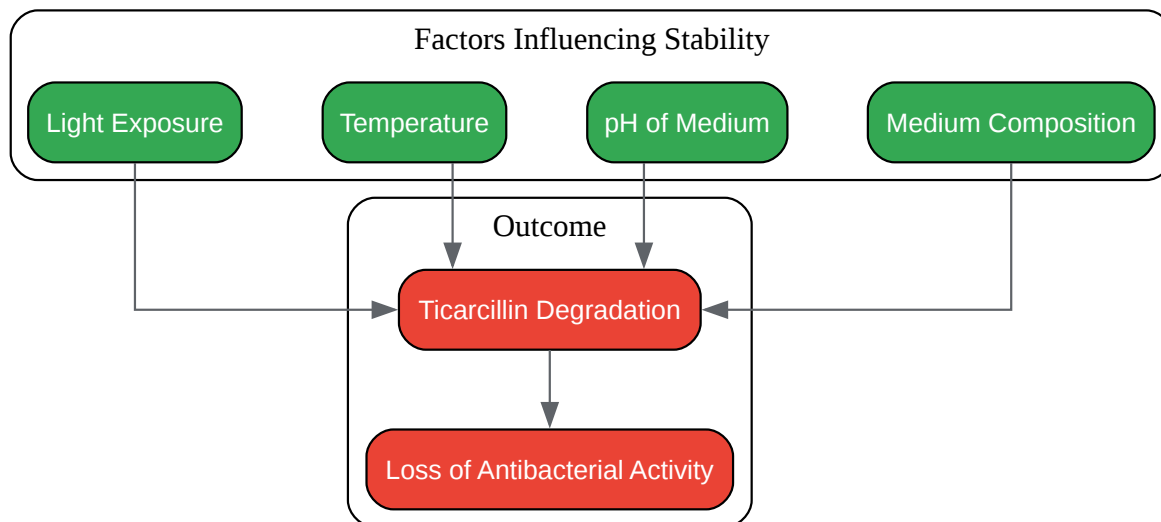 Factors Influencing Stability
Light Exposure
Temperature
pH of Medium
Medium Composition
Outcome
Ticarcillin Degradation
Loss of Antibacterial Activity